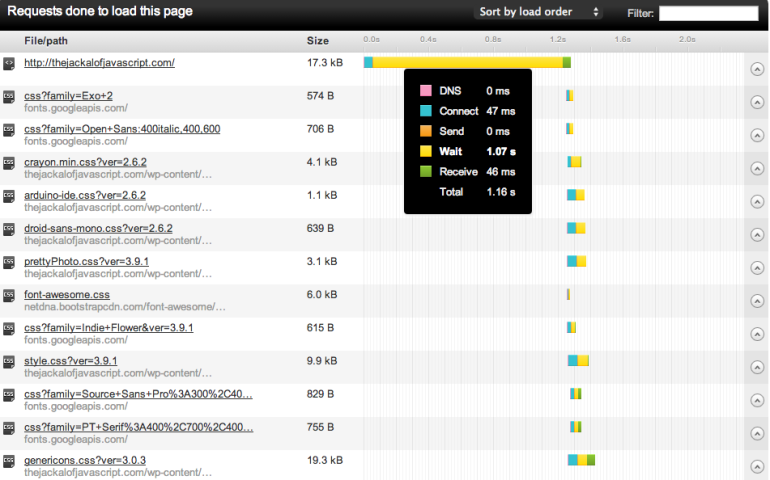 Requests done to load this page
Sort by load order
Filter:
File/path Size 0.0s 0.4s 0.8s 1.2s 1.6s 2.0s
http://thejackalofjavascript.com/ 17.3 kB
DNS 0 ms
Connect 47 ms
Send 0 ms
Wait 1.07 s
Receive 46 ms
Total 1.16 s
css?family=Exo+2 574 B
fonts.googleapis.com/
css?family=Open+Sans:400italic,400,600 706 B
fonts.googleapis.com/
crayon.min.css?ver=2.6.2 4.1 kB
thejackalofjavascript.com/wp-content/…
arduino-ide.css?ver=2.6.2 1.1 kB
thejackalofjavascript.com/wp-content/…
droid-sans-mono.css?ver=2.6.2 639 B
thejackalofjavascript.com/wp-content/…
prettyPhoto.css?ver=3.9.1 3.1 kB
thejackalofjavascript.com/wp-content/…
font-awesome.css 6.0 kB
netdna.bootstrapcdn.com/font-awesome/…
css?family=Indie+Flower&ver=3.9.1 615 B
fonts.googleapis.com/
style.css?ver=3.9.1 9.9 kB
thejackalofjavascript.com/wp-content/…
css?family=Source+Sans+Pro%3A300%2C40… 829 B
fonts.googleapis.com/
css?family=PT+Serif%3A400%2C700%2C400… 755 B
fonts.googleapis.com/
genericons.css?ver=3.0.3 19.3 kB
thejackalofjavascript.com/wp-content/…